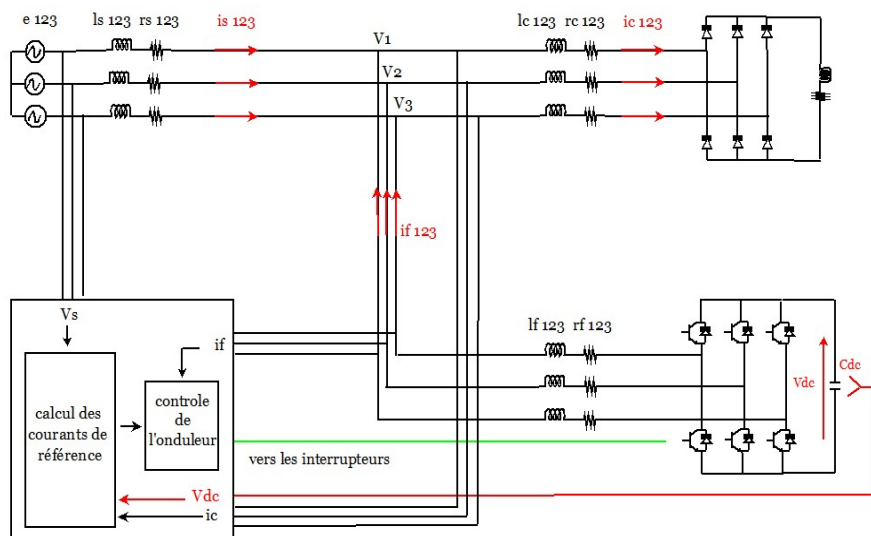 e 123
ls 123 rs 123
is 123
V1
lc 123 rc 123
ic 123
V2
V3
if 123
Vs
if
calcul des
courants de
référence
controle
de
l'onduleur
lf 123 rf 123
Vdc
Cdc
vers les interrupteurs
Vdc
ic